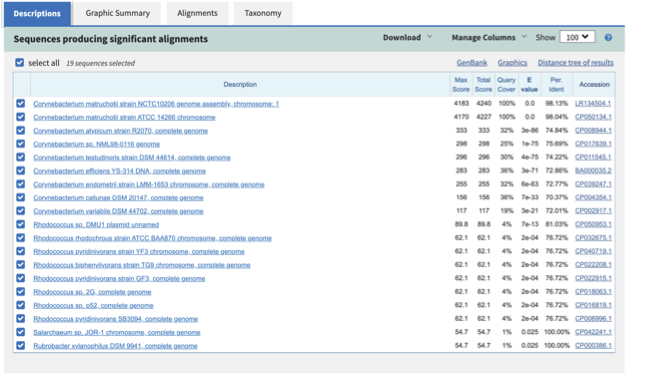 Descriptions Graphic Summary Alignments Taxonomy
Sequences producing significant alignments Download Manage Columns Show 100
select all 19 sequences selected GenBank Graphics Distance tree of results
Description Max Score Total Score Query Cover E value Per. Ident Accession
Corynebacterium matruchotii strain NCTC10206 genome assembly, chromosome: 1 4183 4240 100% 0.0 98.13% LR134504.1
Corynebacterium matruchotii strain ATCC 14266 chromosome 4170 4227 100% 0.0 98.04% CP050134.1
Corynebacterium atypicum strain R2070, complete genome 333 333 32% 3e-86 74.84% CP008944.1
Corynebacterium sp. NML98-0116 genome 298 298 25% 1e-75 75.69% CP017639.1
Corynebacterium testudinoris strain DSM 44614, complete genome 296 296 30% 4e-75 74.22% CP011545.1
Corynebacterium efficiens YS-314 DNA, complete genome 283 283 36% 3e-71 72.86% BA000035.2
Corynebacterium endometrii strain LMM-1653 chromosome, complete genome 255 255 32% 6e-63 72.77% CP039247.1
Corynebacterium callunae DSM 20147, complete genome 156 156 36% 7e-33 70.37% CP004354.1
Corynebacterium variabile DSM 44702, complete genome 117 117 19% 3e-21 72.01% CP002917.1
Rhodococcus sp. DMU1 plasmid unnamed 89.8 89.8 4% 7e-13 81.03% CP050953.1
Rhodococcus rhodochrous strain ATCC BAA870 chromosome, complete genome 62.1 62.1 4% 2e-04 76.72% CP032675.1
Rhodococcus pyridinivorans strain YF3 chromosome, complete genome 62.1 62.1 4% 2e-04 76.72% CP040719.1
Rhodococcus biphenylivorans strain TG9 chromosome, complete genome 62.1 62.1 4% 2e-04 76.72% CP022208.1
Rhodococcus pyridinivorans strain GF3, complete genome 62.1 62.1 4% 2e-04 76.72% CP022915.1
Rhodococcus sp. 2G, complete genome 62.1 62.1 4% 2e-04 76.72% CP018063.1
Rhodococcus sp. p52, complete genome 62.1 62.1 4% 2e-04 76.72% CP016819.1
Rhodococcus pyridinivorans SB3094, complete genome 62.1 62.1 4% 2e-04 76.72% CP006996.1
Salarchaeum sp. JOR-1 chromosome, complete genome 54.7 54.7 1% 0.025 100.00% CP042241.1
Rubrobacter xylanophilus DSM 9941, complete genome 54.7 54.7 1% 0.025 100.00% CP000386.1